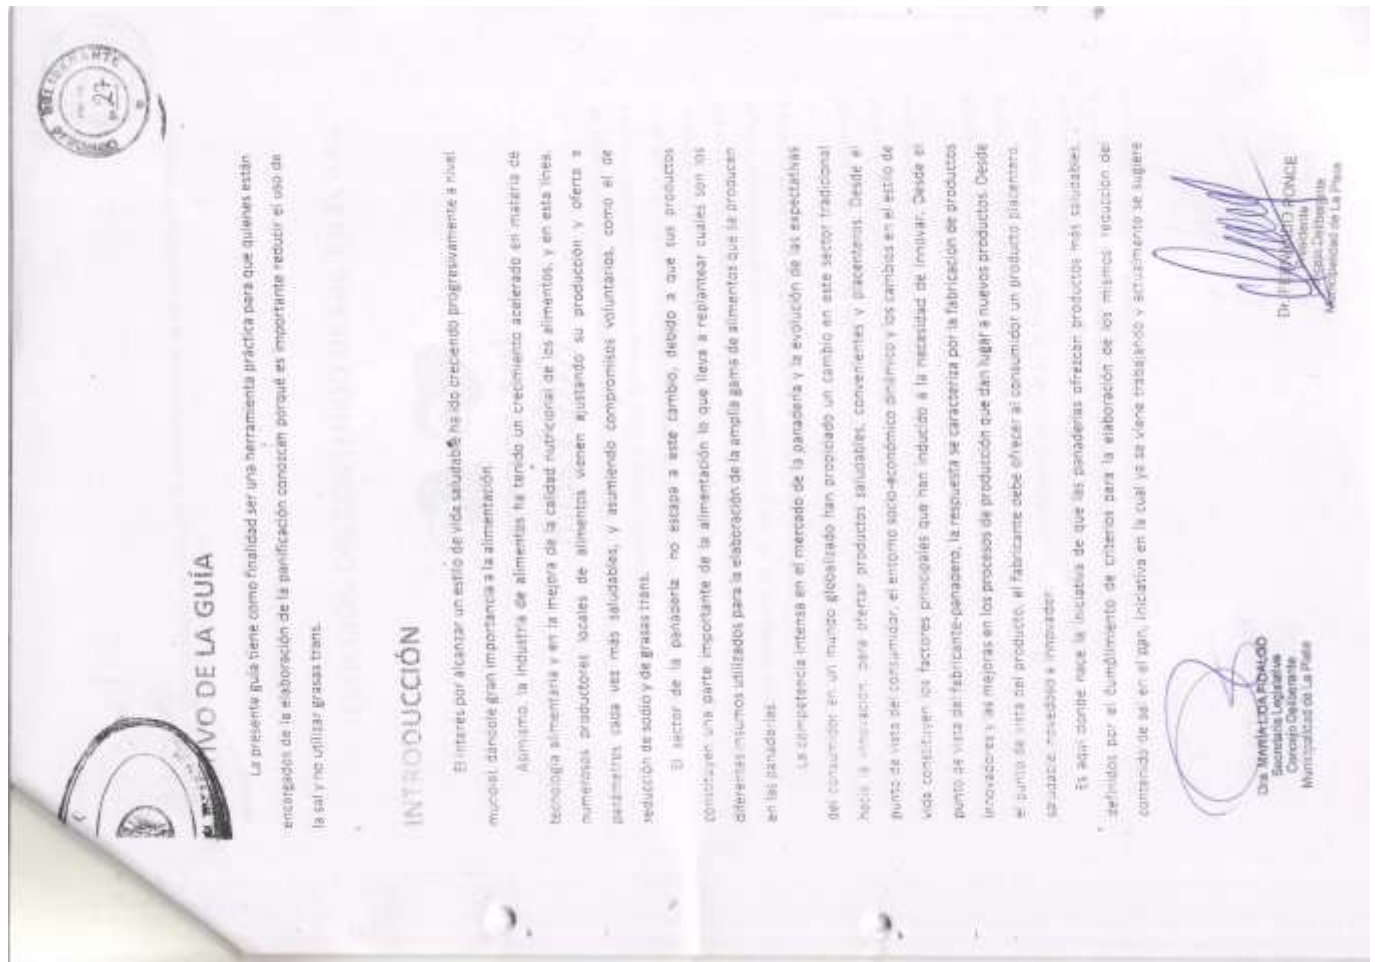 DELIBERANTE
27
TIVO DE LA GUÍA
La presente guía tiene como finalidad ser una herramienta práctica para que quienes están
encargados de la elaboración de la panificación conozcan porqué es importante reducir el uso de
la sal y no utilizar grasas trans.
INTRODUCCIÓN
El interés por alcanzar un estilo de vida saludable ha ido creciendo progresivamente a nivel
mundial dándole gran importancia a la alimentación.
Asimismo, la industria de alimentos ha tenido un crecimiento acelerado en materia de
tecnología alimentaria y en la mejora de la calidad nutricional de los alimentos, y en esta línea,
numerosos productores locales de alimentos vienen ajustando su producción y oferta a
parámetros cada vez más saludables, y asumiendo compromisos voluntarios, como el de
reducción de sodio y de grasas trans.
El sector de la panadería no escapa a este cambio, debido a que sus productos
constituyen una parte importante de la alimentación lo que lleva a replantear cuales son los
diferentes insumos utilizados para la elaboración de la amplia gama de alimentos que se producen
en las panaderías.
La competencia intensa en el mercado de la panadería y la evolución de las expectativas
del consumidor en un mundo globalizado han propiciado un cambio en este sector tradicional
hacia la innovación, para ofertar productos saludables, convenientes y placenteros. Desde el
punto de vista del consumidor, el entorno socio-económico dinámico y los cambios en el estilo de
vida constituyen los factores principales que han inducido a la necesidad de innovar. Desde el
punto de vista del fabricante-panadero, la respuesta se caracteriza por la fabricación de productos
innovadores y las mejoras en los procesos de producción que dan lugar a nuevos productos. Desde
el punto de vista del producto, el fabricante debe ofrecer al consumidor un producto placentero,
saludable, novedoso e innovador.
Es aquí donde nace la iniciativa de que las panaderías ofrezcan productos más saludables,
definidos por el cumplimiento de criterios para la elaboración de los mismos: reducción del
contenido de sal en el pan, iniciativa en la cual ya se viene trabajando y actualmente se sugiere
Dra. MARÍA LIDA FIDALGO
Secretaria Legislativa
Concejo Deliberante
Municipalidad de La Plata
Dr. FERNANDO PONCE
Presidente
Concejo Deliberante
Municipalidad de La Plata